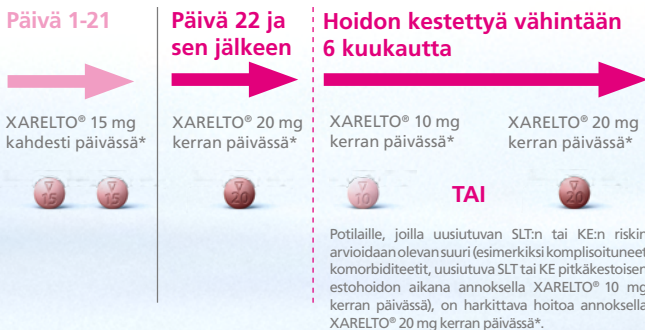 Päivä 1-21
XARELTO® 15 mg
kahdesti päivässä*
15 15
Päivä 22 ja
sen jälkeen
XARELTO® 20 mg
kerran päivässä*
20
Hoidon kestettyä vähintään
6 kuukautta
XARELTO® 10 mg
kerran päivässä*
10
TAI
XARELTO® 20 mg
kerran päivässä*
20
Potilaille, joilla uusiutuvan SLT:n tai KE:n riskin
arvioidaan olevan suuri (esimerkiksi komplisoituneet
komorbiditeetit, uusiutuva SLT tai KE pitkäkestoisen
estohoidon aikana annoksella XARELTO® 10 mg
kerran päivässä), on harkittava hoitoa annoksella
XARELTO® 20 mg kerran päivässä*.